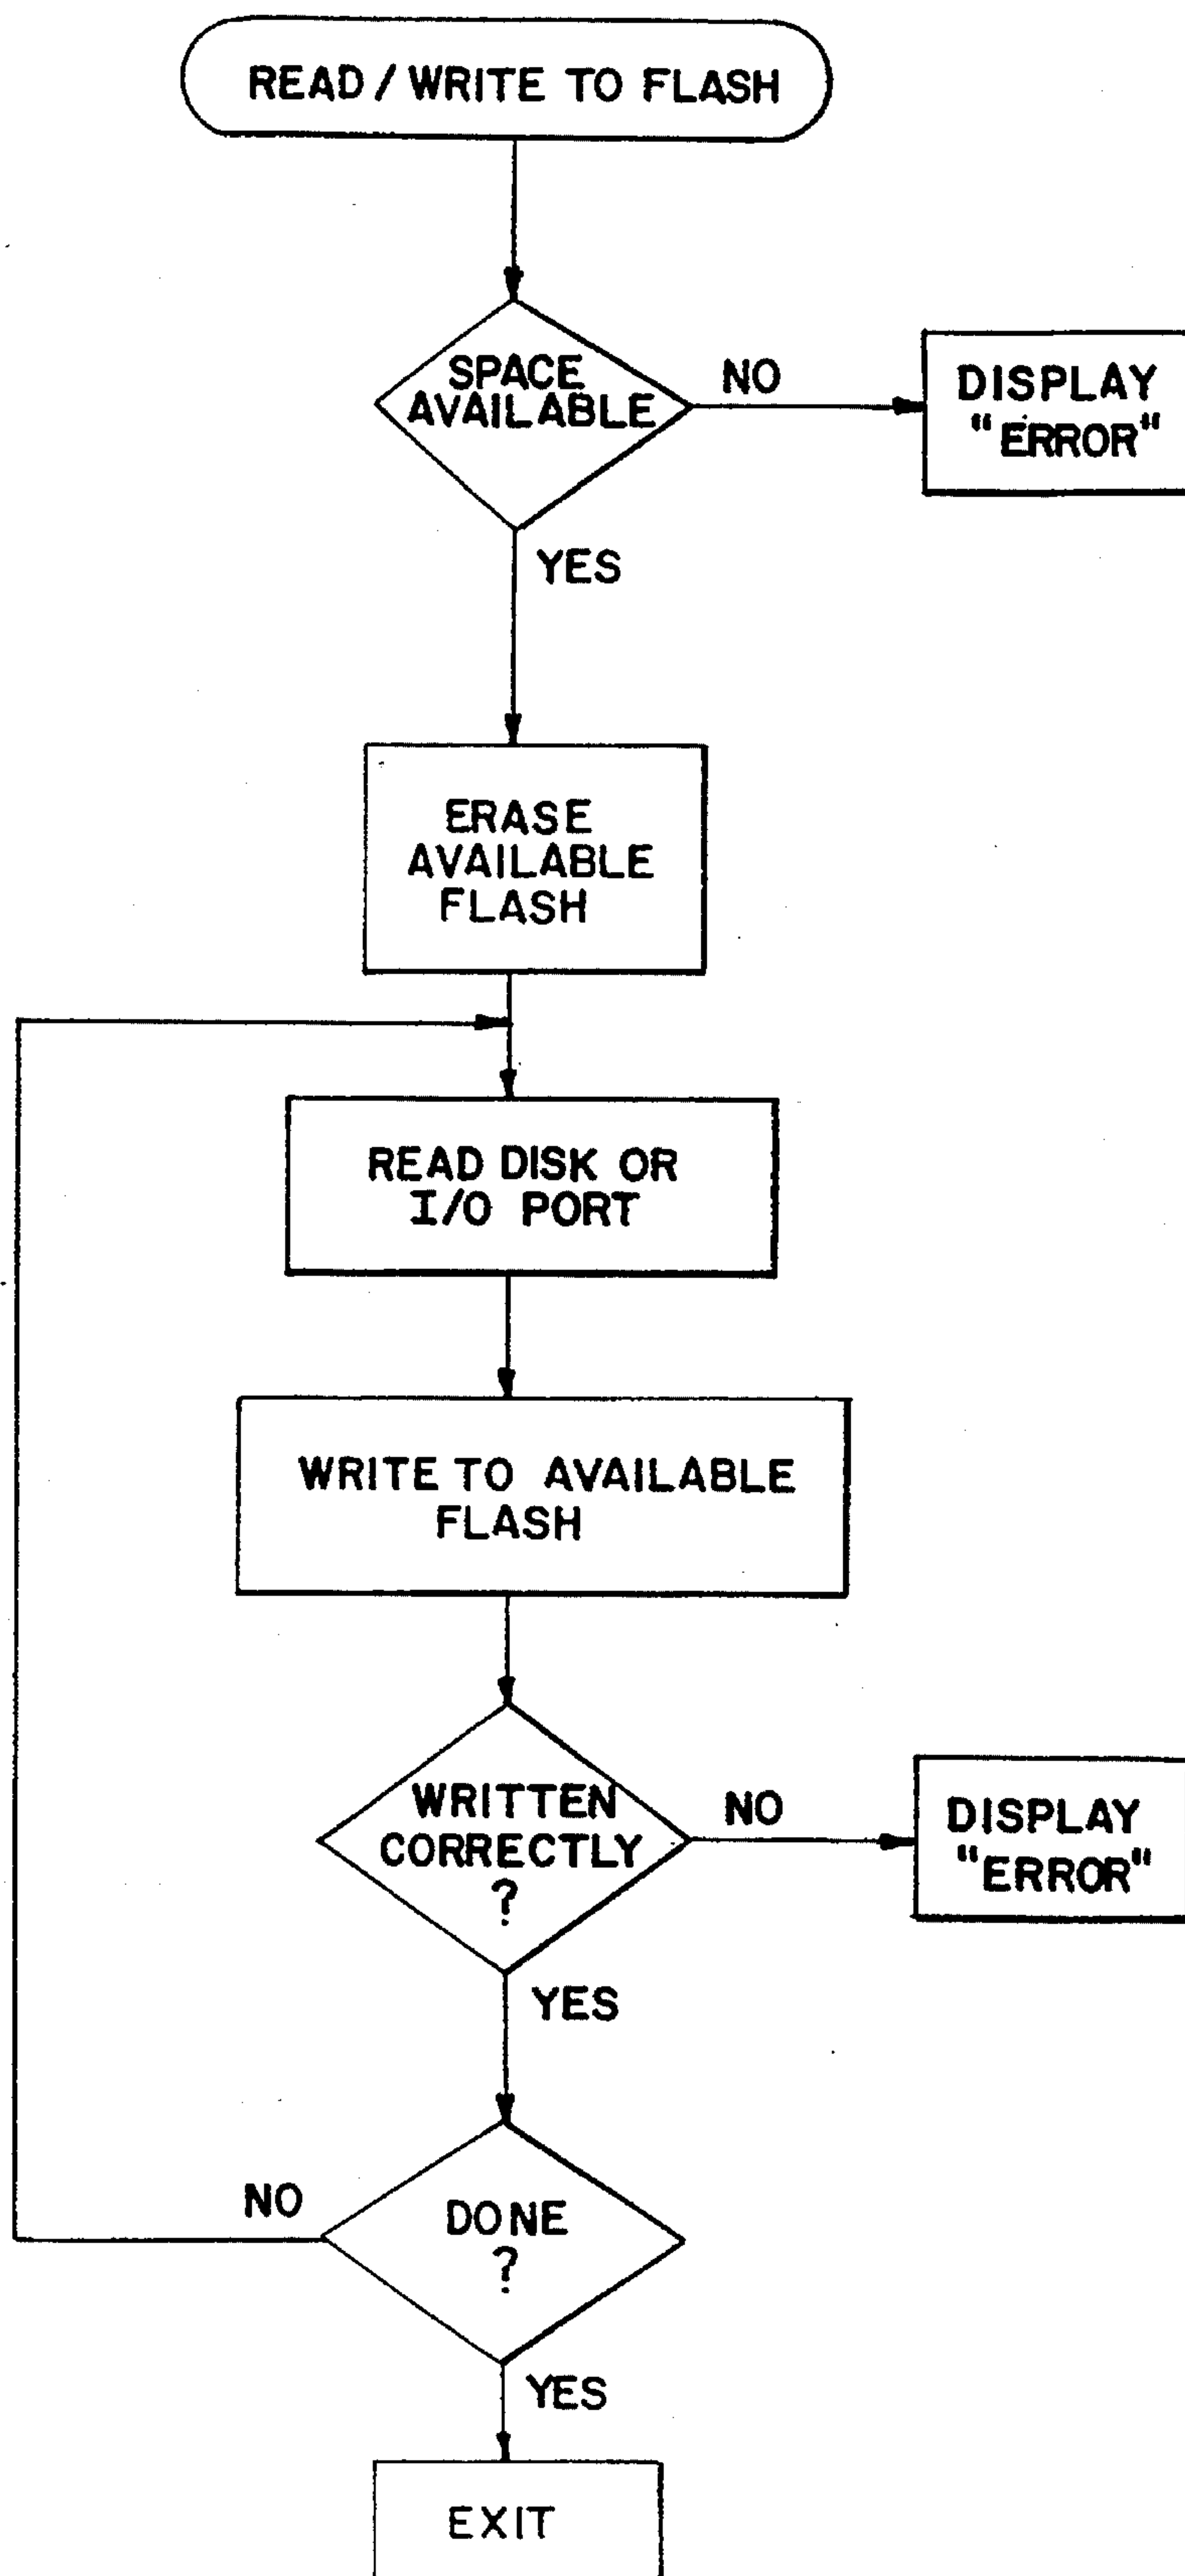 READ / WRITE TO FLASH
SPACE
AVAILABLE
NO
DISPLAY
"ERROR"
YES
ERASE
AVAILABLE
FLASH
READ DISK OR
I/O PORT
WRITE TO AVAILABLE
FLASH
WRITTEN
CORRECTLY
?
NO
DISPLAY
"ERROR"
YES
NO
DONE
?
YES
EXIT